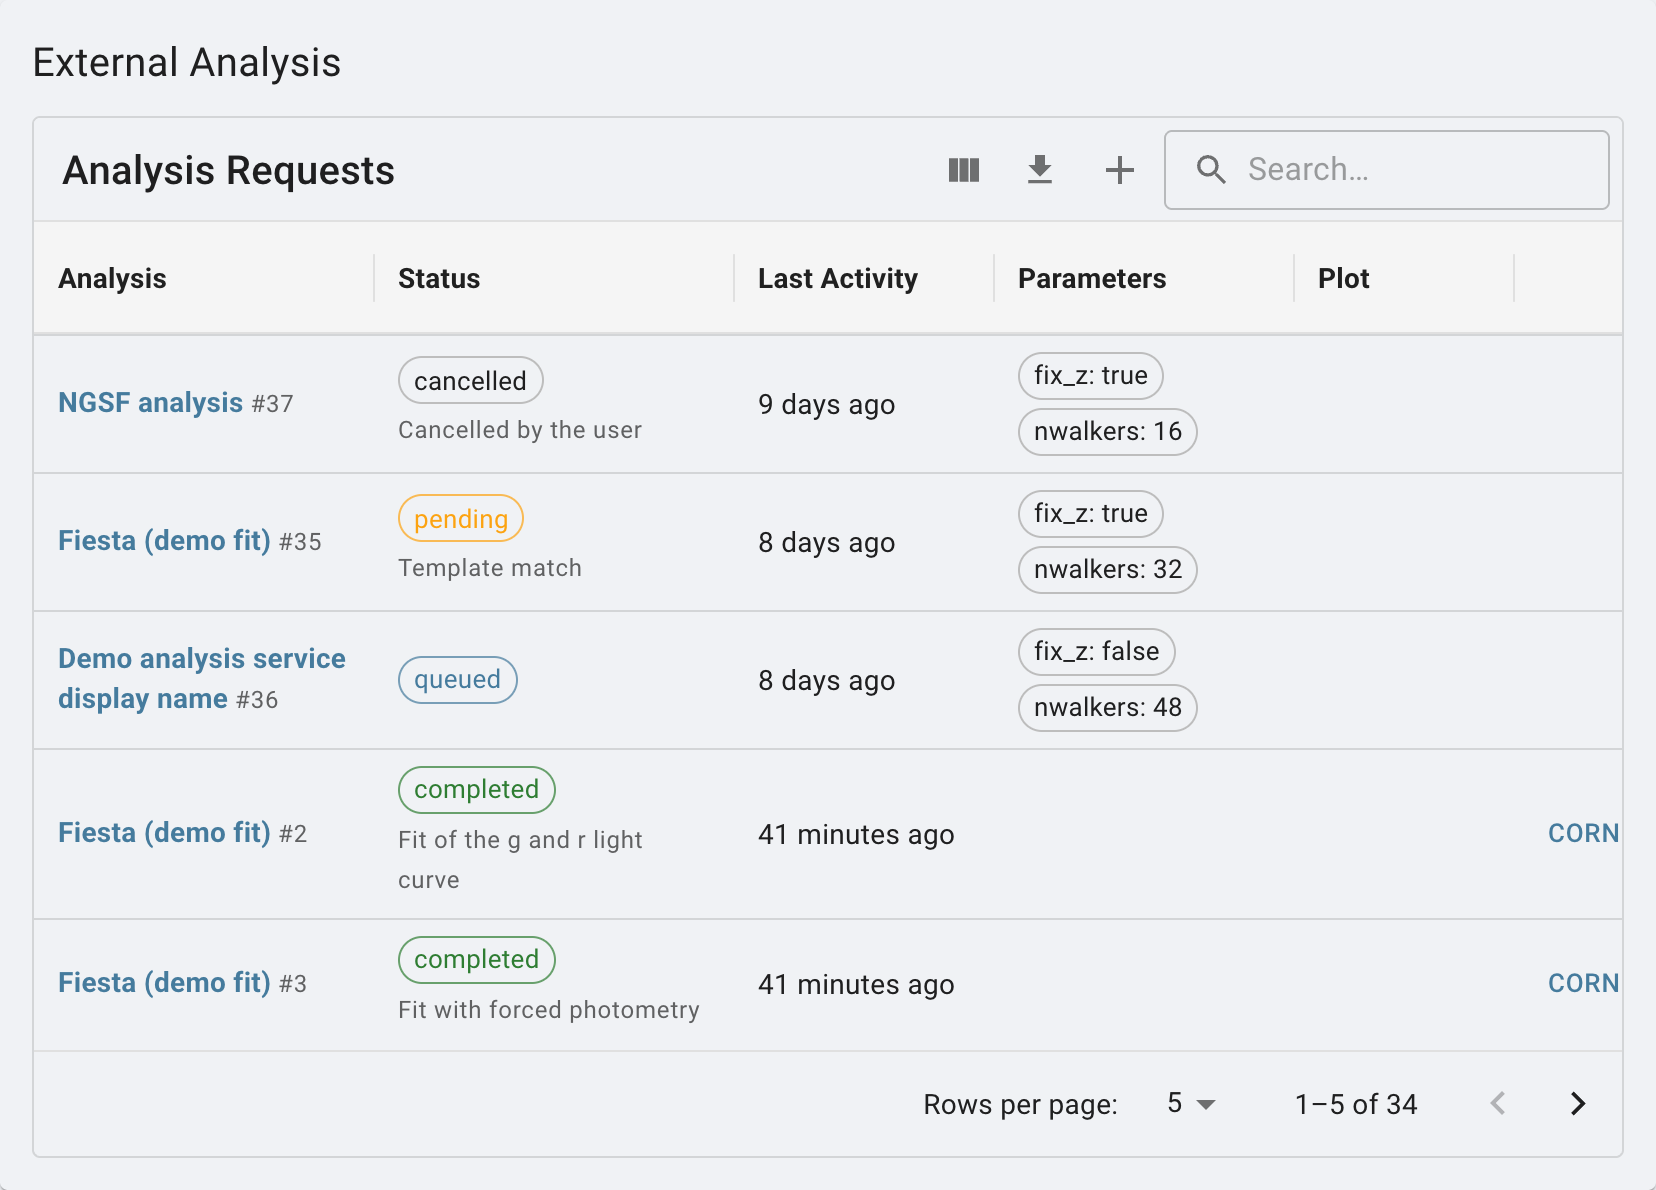 External Analysis
Analysis Requests
Search...
Analysis Status Last Activity Parameters Plot
NGSF analysis #37
cancelled
Cancelled by the user
9 days ago
fix_z: true
nwalkers: 16
Fiesta (demo fit) #35
pending
Template match
8 days ago
fix_z: true
nwalkers: 32
Demo analysis service
display name #36
queued
8 days ago
fix_z: false
nwalkers: 48
Fiesta (demo fit) #2
completed
Fit of the g and r light
curve
41 minutes ago
CORN
Fiesta (demo fit) #3
completed
Fit with forced photometry
41 minutes ago
CORN
Rows per page: 5 1–5 of 34